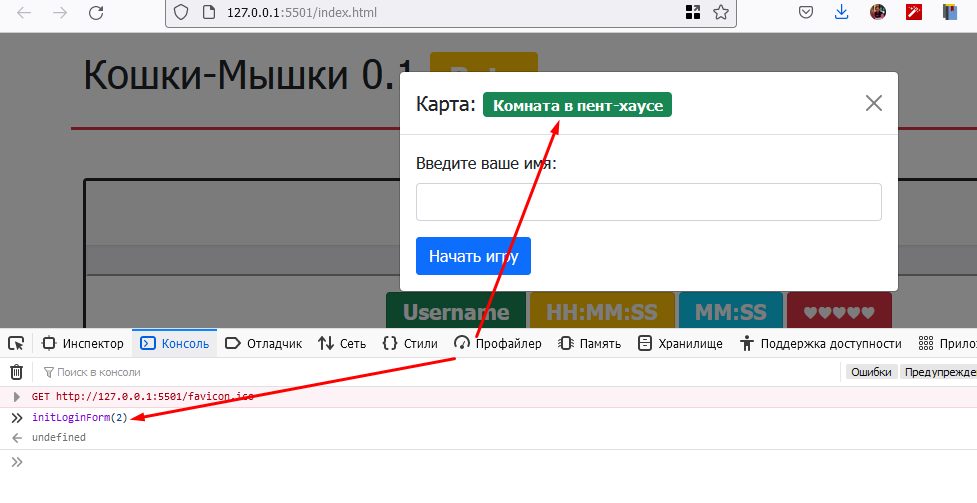 127.0.0.1:5501/index.html
Кошки-Мышки 0.1
Карта: Комната в пент-хаусе
Введите ваше имя:
Начать игру
Username HH:MM:SS MM:SS ♥♥♥♥♥
Инспектор Консоль Отладчик Сеть Стили Профайлер Память Хранилище Поддержка доступности Прило
Поиск в консоли Ошибки Предупрежде
GET http://127.0.0.1:5501/favicon.ico
initLoginForm(2)
undefined